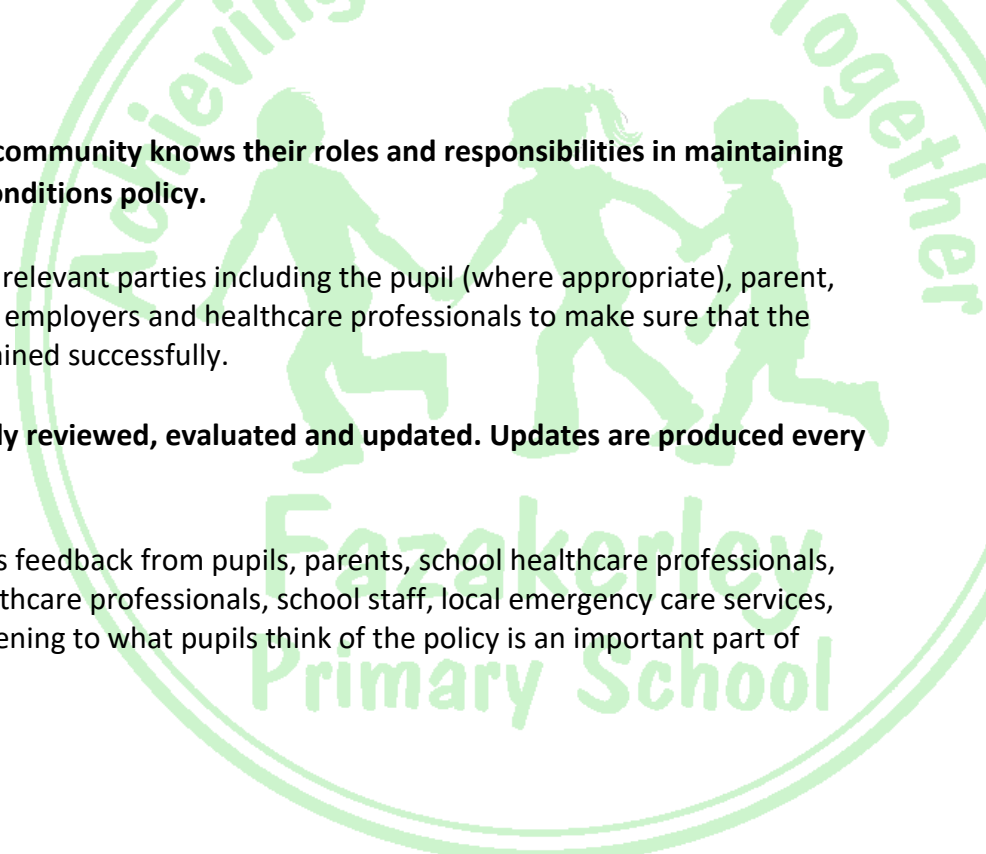 Achieving Together
community knows their roles and responsibilities in maintaining
onditions policy.
relevant parties including the pupil (where appropriate), parent,
employers and healthcare professionals to make sure that the
ined successfully.
ly reviewed, evaluated and updated. Updates are produced every
s feedback from pupils, parents, school healthcare professionals,
thcare professionals, school staff, local emergency care services,
ening to what pupils think of the policy is an important part of
Fazakerley
Primary School